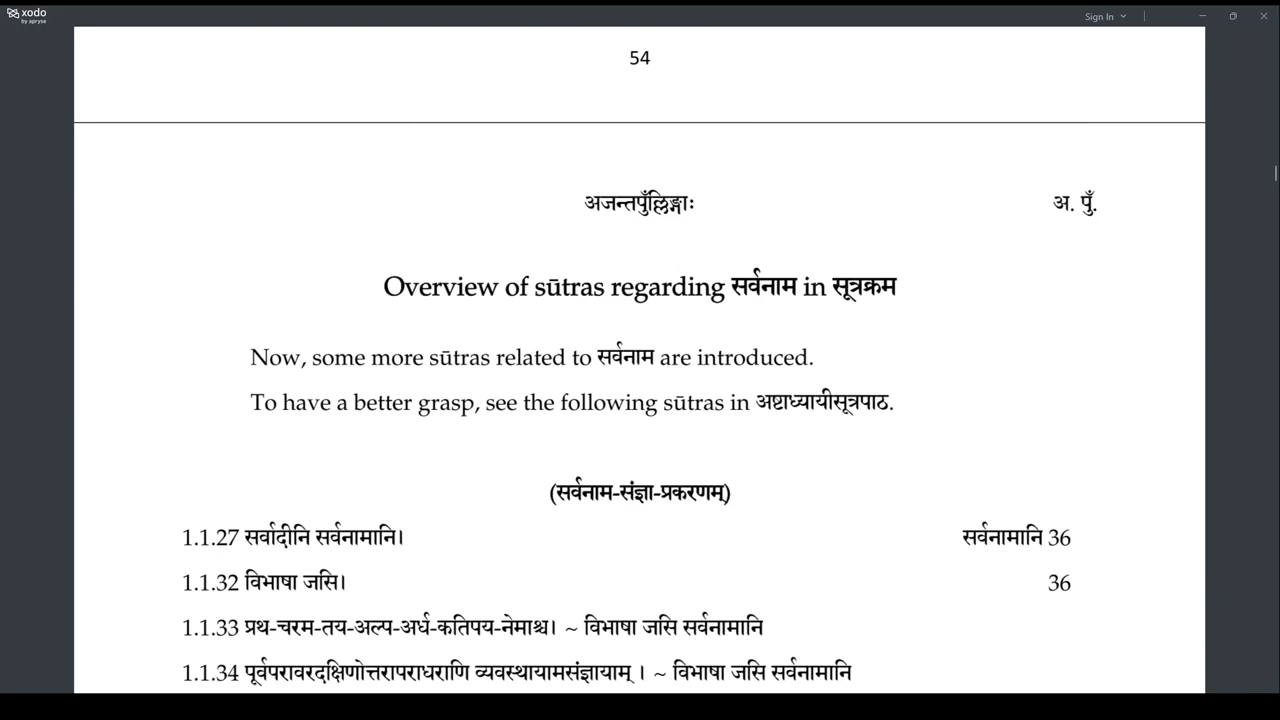 xodo
by apryse
Sign In
54
अजन्तपुँल्लिङ्गाः अ. पुँ.
Overview of sūtras regarding सर्वनाम in सूत्रक्रम
Now, some more sūtras related to सर्वनाम are introduced.
To have a better grasp, see the following sūtras in अष्टाध्यायीसूत्रपाठ.
(सर्वनाम-संज्ञा-प्रकरणम्)
1.1.27 सर्वादीनि सर्वनामानि। सर्वनामानि 36
1.1.32 विभाषा जसि। 36
1.1.33 प्रथ-चरम-तय-अल्प-अर्ध-कतिपय-नेमाश्च। ~ विभाषा जसि सर्वनामानि
1.1.34 पूर्वपरावरदक्षिणोत्तरापराधराणि व्यवस्थायामसंज्ञायाम् । ~ विभाषा जसि सर्वनामानि